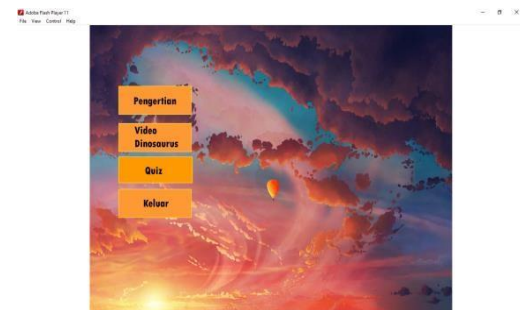 Adobe Flash Player 11
File View Control Help
Pengertian
Video
Dinosaurus
Quiz
Keluar